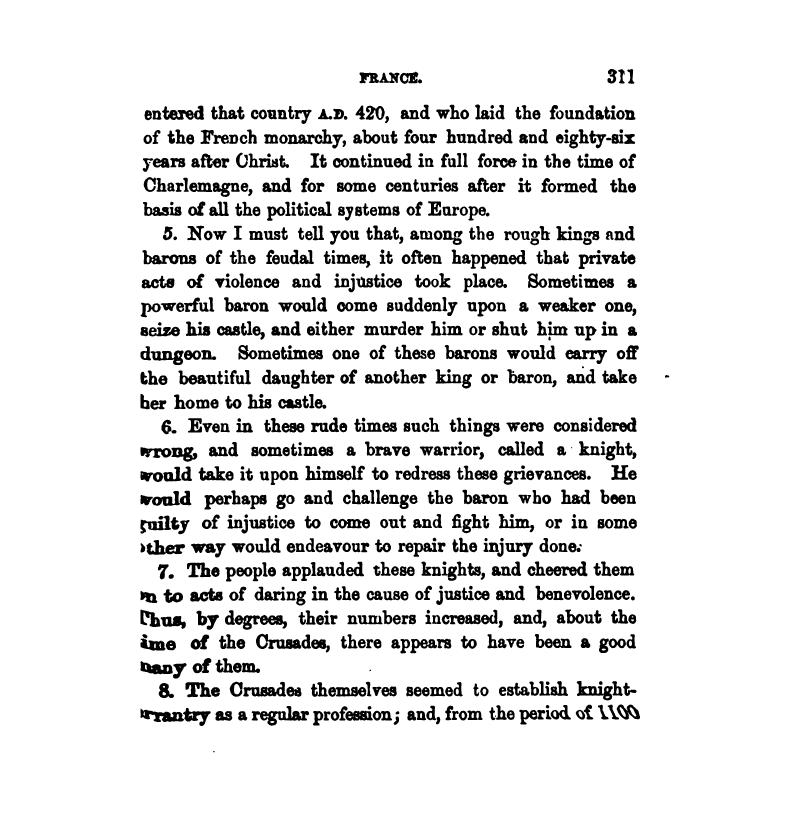 FRANCE. 311
entered that country A.D. 420, and who laid the foundation
of the French monarchy, about four hundred and eighty-six
years after Christ. It continued in full force in the time of
Charlemagne, and for some centuries after it formed the
basis of all the political systems of Europe.
5. Now I must tell you that, among the rough kings and
barons of the feudal times, it often happened that private
acts of violence and injustice took place. Sometimes a
powerful baron would come suddenly upon a weaker one,
seize his castle, and either murder him or shut him up in a
dungeon. Sometimes one of these barons would carry off
the beautiful daughter of another king or baron, and take
her home to his castle.
6. Even in these rude times such things were considered
wrong, and sometimes a brave warrior, called a knight,
would take it upon himself to redress these grievances. He
would perhaps go and challenge the baron who had been
guilty of injustice to come out and fight him, or in some
other way would endeavour to repair the injury done.
7. The people applauded these knights, and cheered them
on to acts of daring in the cause of justice and benevolence.
Thus, by degrees, their numbers increased, and, about the
time of the Crusades, there appears to have been a good
many of them.
8. The Crusades themselves seemed to establish knight-
errantry as a regular profession; and, from the period of 1100